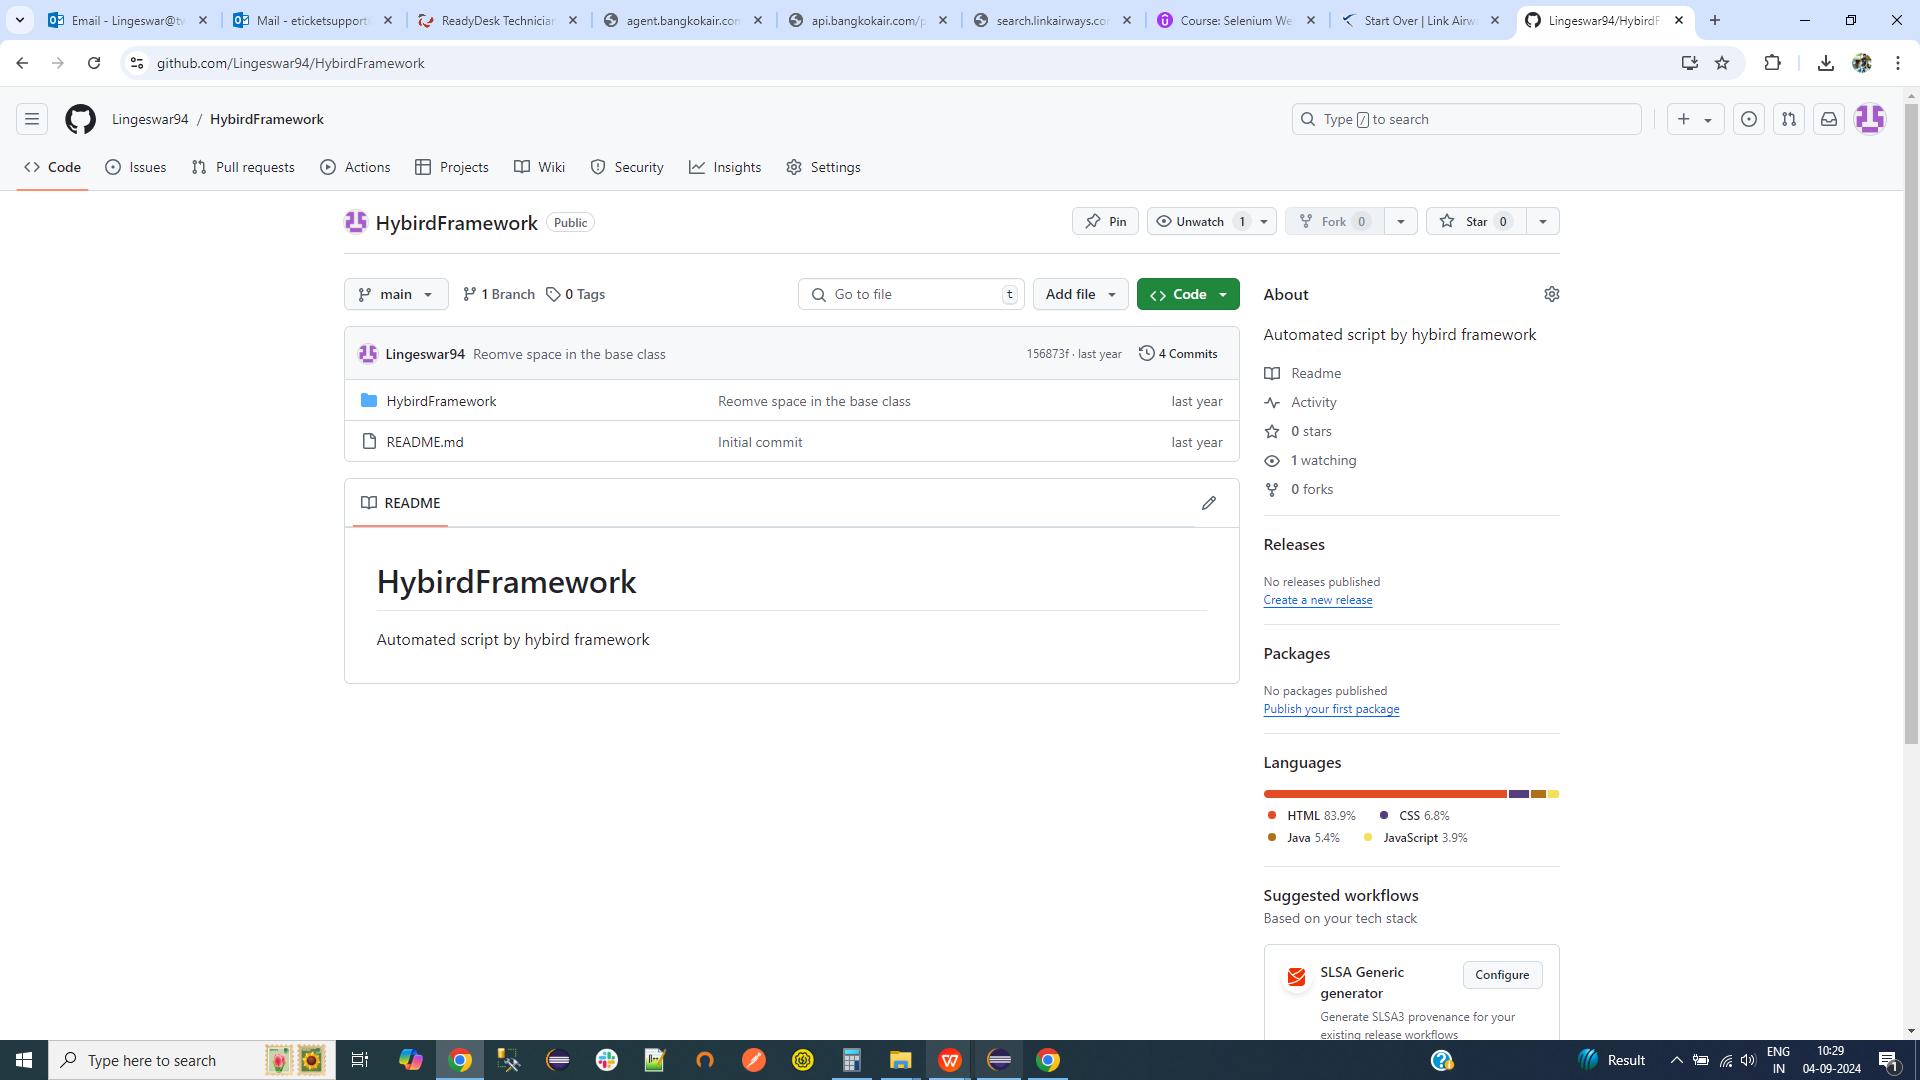 Email - Lingeswar@tw
Mail - eticketsupport
ReadyDesk Technician
agent.bangkokair.com
api.bangkokair.com/p
search.linkairways.co
Course: Selenium We
Start Over | Link Airw
Lingeswar94/HybirdF
github.com/Lingeswar94/HybirdFramework
Lingeswar94 / HybirdFramework
Type / to search
Code
Issues
Pull requests
Actions
Projects
Wiki
Security
Insights
Settings
HybirdFramework Public
Pin
Unwatch 1
Fork 0
Star 0
main
1 Branch
0 Tags
Go to file t
Add file
Code
Lingeswar94 Reomve space in the base class 156873f · last year 4 Commits
HybirdFramework Reomve space in the base class last year
README.md Initial commit last year
README
HybirdFramework
Automated script by hybird framework
About
Automated script by hybird framework
Readme
Activity
0 stars
1 watching
0 forks
Releases
No releases published
Create a new release
Packages
No packages published
Publish your first package
Languages
HTML 83.9% CSS 6.8%
Java 5.4% JavaScript 3.9%
Suggested workflows
Based on your tech stack
SLSA Generic
generator
Configure
Generate SLSA3 provenance for your
existing release workflows
Type here to search
Result
ENG
IN
10:29
04-09-2024
1